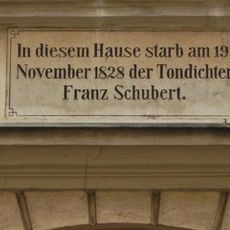 In diesem Hause starb am 19
November 1828 der Tondichter
Franz Schubert.